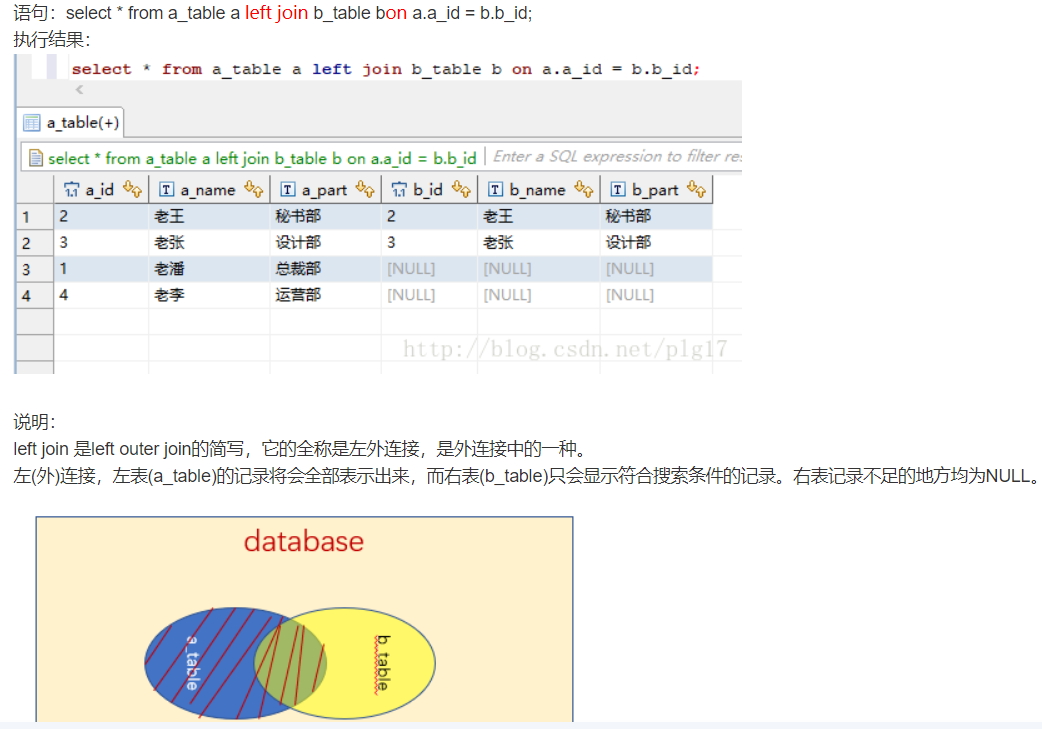 语句：select * from a_table a left join b_table bon a.a_id = b.b_id;
执行结果：
select * from a_table a left join b_table b on a.a_id = b.b_id;
a_table(+)
select * from a_table a left join b_table b on a.a_id = b.b_id Enter a SQL expression to filter res
a_id a_name a_part b_id b_name b_part
1 2 老王 秘书部 2 老王 秘书部
2 3 老张 设计部 3 老张 设计部
3 1 老潘 总裁部 [NULL] [NULL] [NULL]
4 4 老李 运营部 [NULL] [NULL] [NULL]
http://blog.csdn.net/plg17
说明：
left join 是left outer join的简写，它的全称是左外连接，是外连接中的一种。
左(外)连接，左表(a_table)的记录将会全部表示出来，而右表(b_table)只会显示符合搜索条件的记录。右表记录不足的地方均为NULL。
database
a_table
b_table